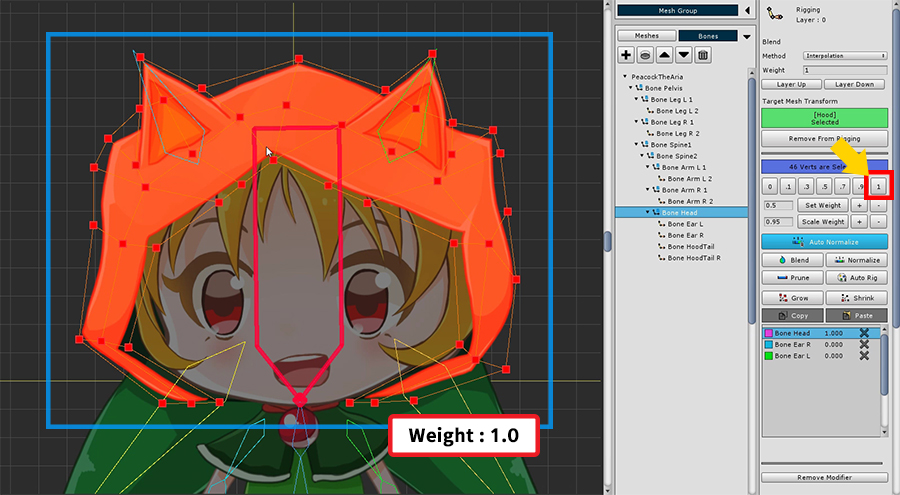 Mesh Group
Meshes
Bones
PeacockTheAria
Bone Pelvis
Bone Leg L 1
Bone Leg L 2
Bone Leg R 1
Bone Leg R 2
Bone Spine1
Bone Spine2
Bone Arm L 1
Bone Arm L 2
Bone Arm R 1
Bone Arm R 2
Bone Head
Bone Ear L
Bone Ear R
Bone HoodTail
Bone HoodTail R
Weight : 1.0
Rigging
Layer : 0
Blend
Method Interpolation
Weight 1
Layer Up Layer Down
Target Mesh Transform
[Hood]
Selected
Remove From Rigging
46 Verts are
0 .1 .3 .5 .7 .9 1
0.5 Set Weight + -
0.95 Scale Weight + -
Auto Normalize
Blend Normalize
Prune Auto Rig
Grow Shrink
Copy Paste
Bone Head 1.000
Bone Ear R 0.000
Bone Ear L 0.000
Remove Modifier